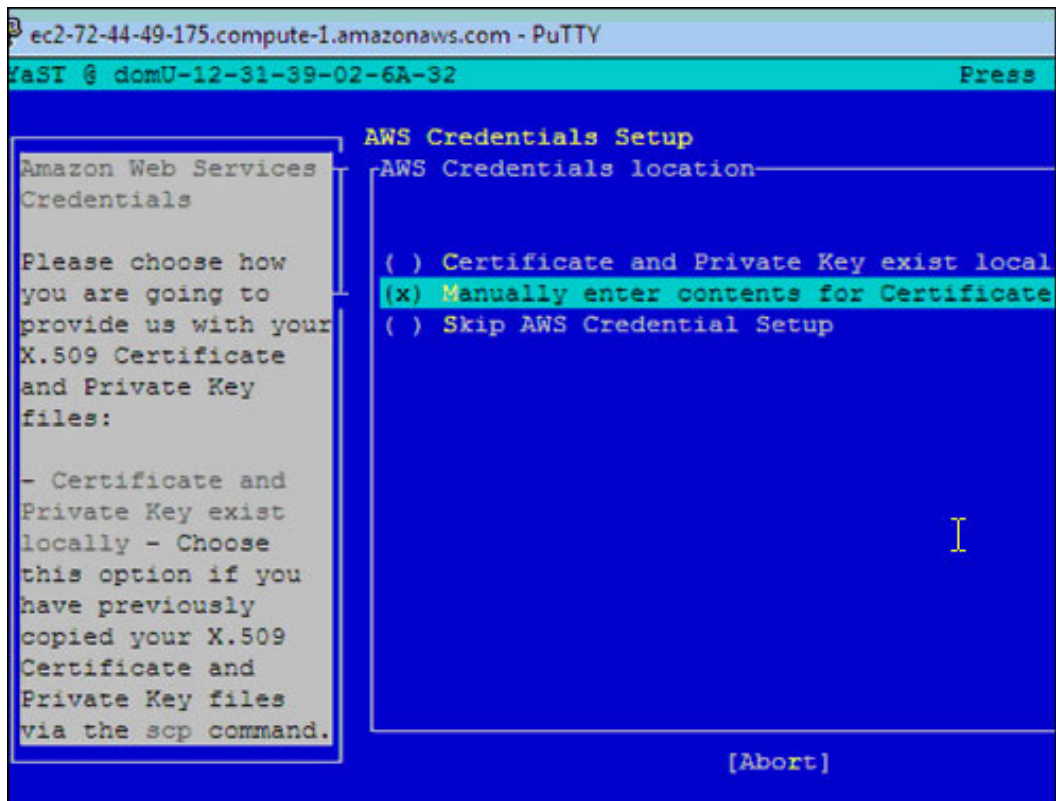 ec2-72-44-49-175.compute-1.amazonaws.com - PuTTY
YaST @ domU-12-31-39-02-6A-32 Press
AWS Credentials Setup
Amazon Web Services
Credentials
Please choose how
you are going to
provide us with your
X.509 Certificate
and Private Key
files:
- Certificate and
Private Key exist
locally - Choose
this option if you
have previously
copied your X.509
Certificate and
Private Key files
via the scp command.
AWS Credentials location
( ) Certificate and Private Key exist local
(x) Manually enter contents for Certificate
( ) Skip AWS Credential Setup
[Abort]